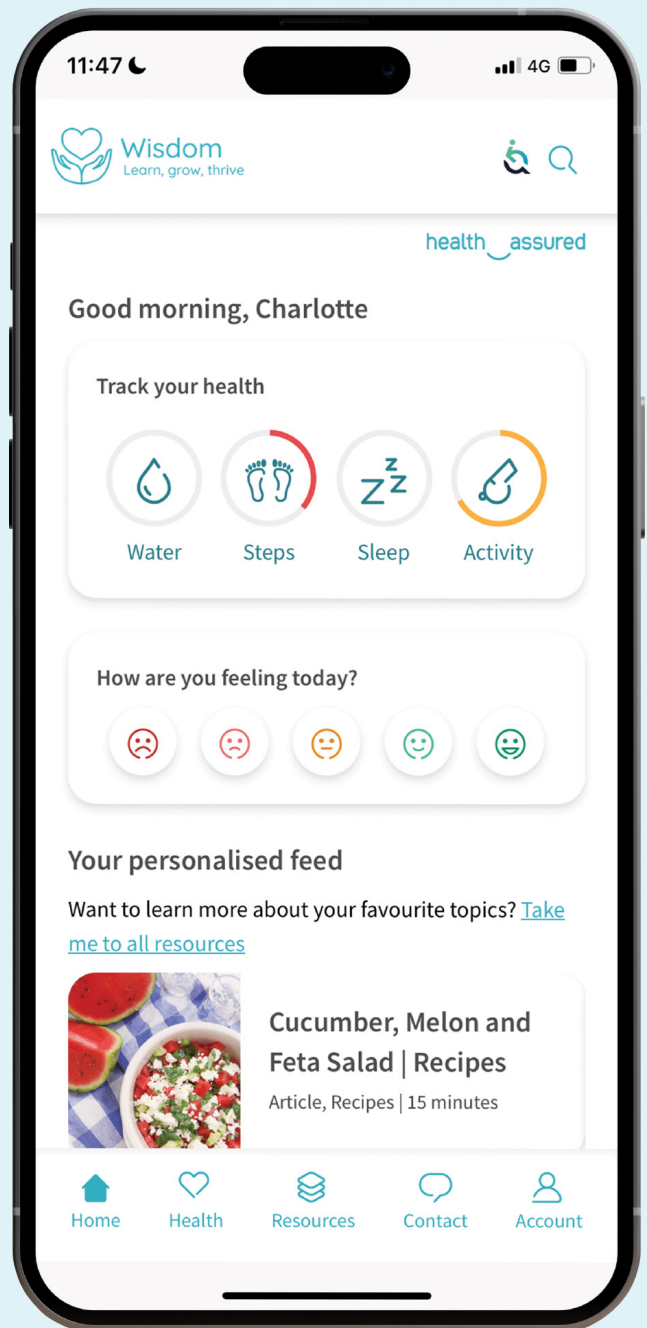 11:47
4G
Wisdom
Learn, grow, thrive
health assured
Good morning, Charlotte
Track your health
Water Steps Sleep Activity
How are you feeling today?
Your personalised feed
Want to learn more about your favourite topics? Take
me to all resources
Cucumber, Melon and
Feta Salad | Recipes
Article, Recipes | 15 minutes
Home Health Resources Contact Account